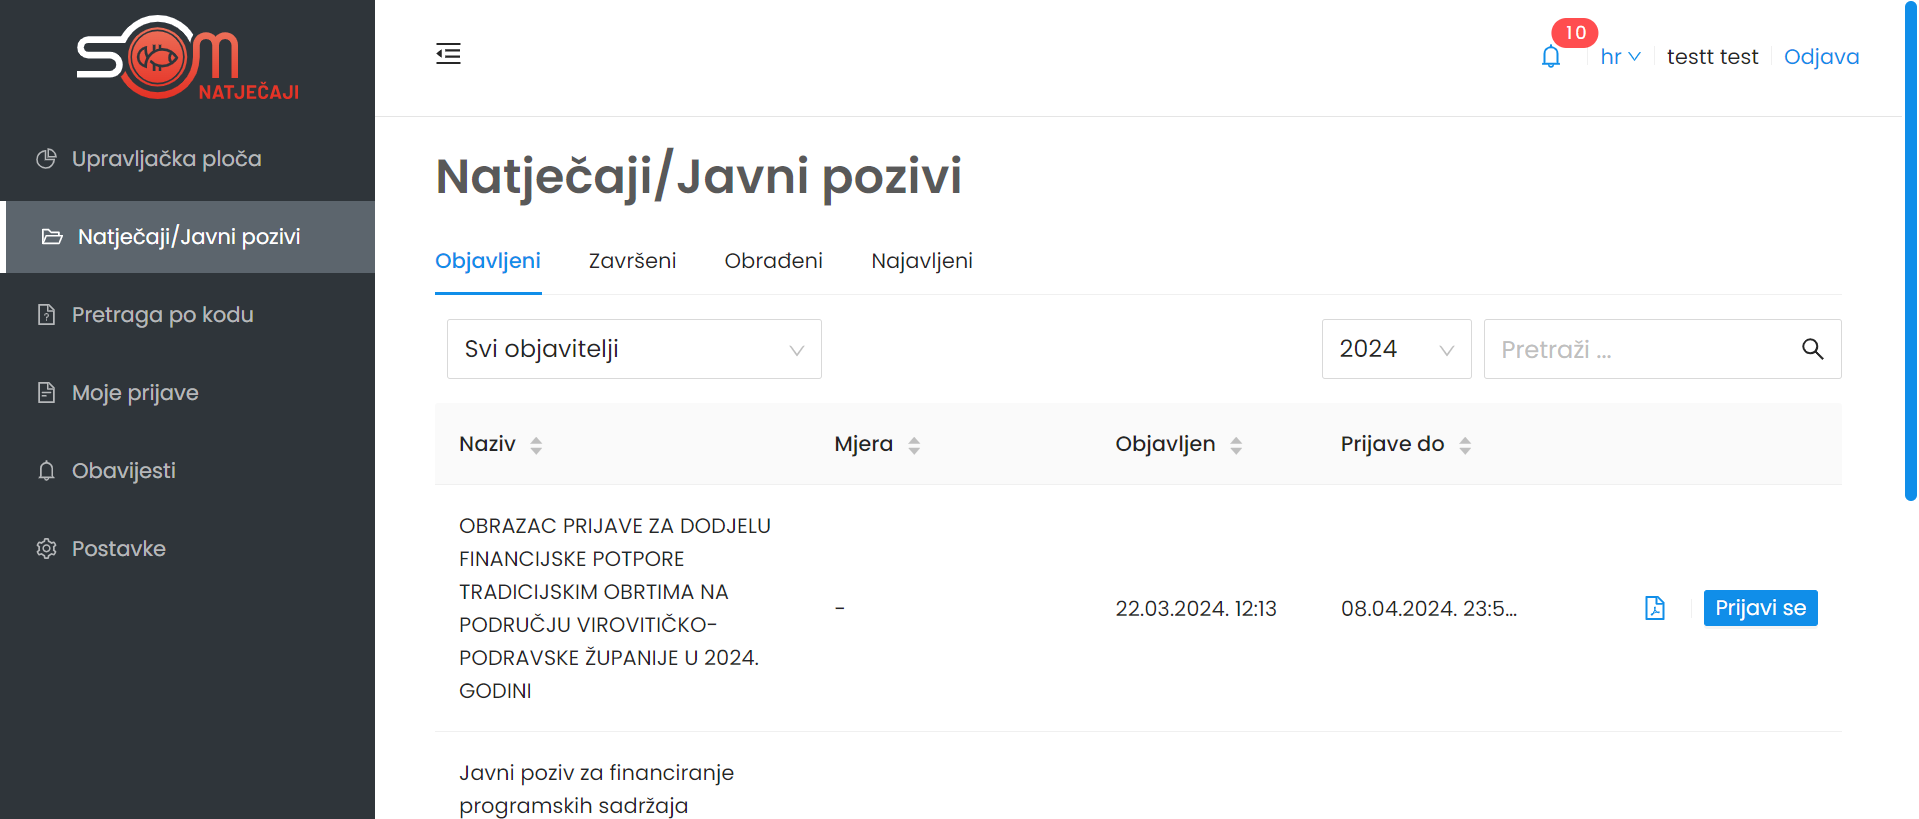 SOM
NATJEČAJI
10
hr
testt test
Odjava
Upravljačka ploča
Natječaji/Javni pozivi
Pretraga po kodu
Moje prijave
Obavijesti
Postavke
Natječaji/Javni pozivi
Objavljeni Završeni Obrađeni Najavljeni
Svi objavitelji 2024 Pretraži ...
Naziv Mjera Objavljen Prijave do
OBRAZAC PRIJAVE ZA DODJELU
FINANCIJSKE POTPORE
TRADICIJSKIM OBRTIMA NA
PODRUČJU VIROVITIČKO-
PODRAVSKE ŽUPANIJE U 2024.
GODINI
- 22.03.2024. 12:13 08.04.2024. 23:5... Prijavi se
Javni poziv za financiranje
programskih sadržaja